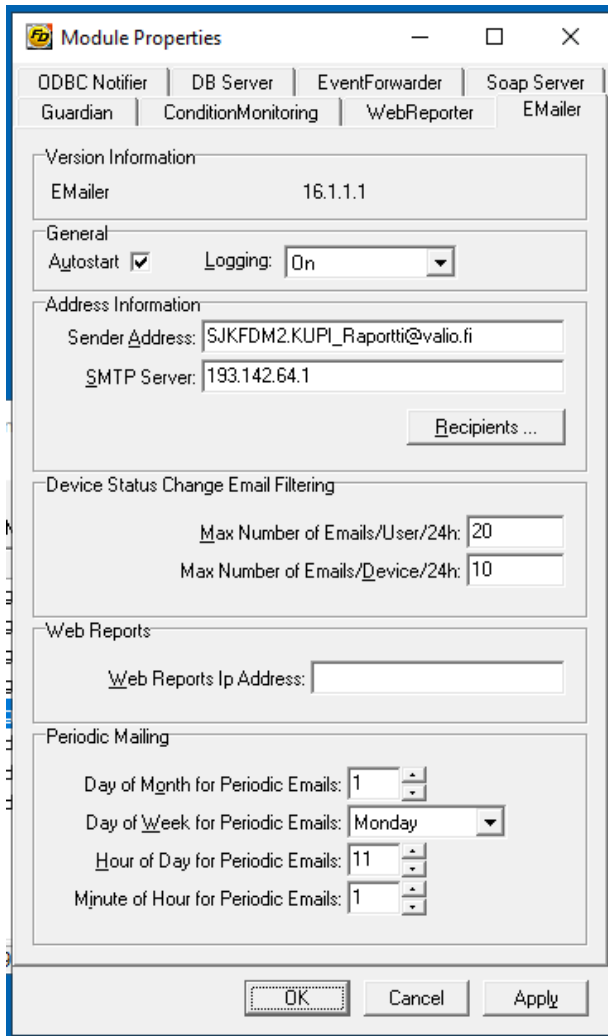 FD Module Properties
ODBC Notifier DB Server EventForwarder Soap Server
Guardian ConditionMonitoring WebReporter EMailer
Version Information
EMailer 16.1.1.1
General
Autostart Logging: On
Address Information
Sender Address: SJKFDM2.KUPI_Raportti@valio.fi
SMTP Server: 193.142.64.1
Recipients ...
Device Status Change Email Filtering
Max Number of Emails/User/24h: 20
Max Number of Emails/Device/24h: 10
Web Reports
Web Reports Ip Address:
Periodic Mailing
Day of Month for Periodic Emails: 1
Day of Week for Periodic Emails: Monday
Hour of Day for Periodic Emails: 11
Minute of Hour for Periodic Emails: 1
OK Cancel Apply